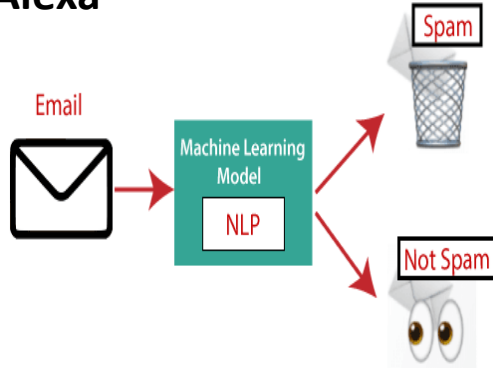 Alexa
Spam
Email
Machine Learning
Model
NLP
Not Spam